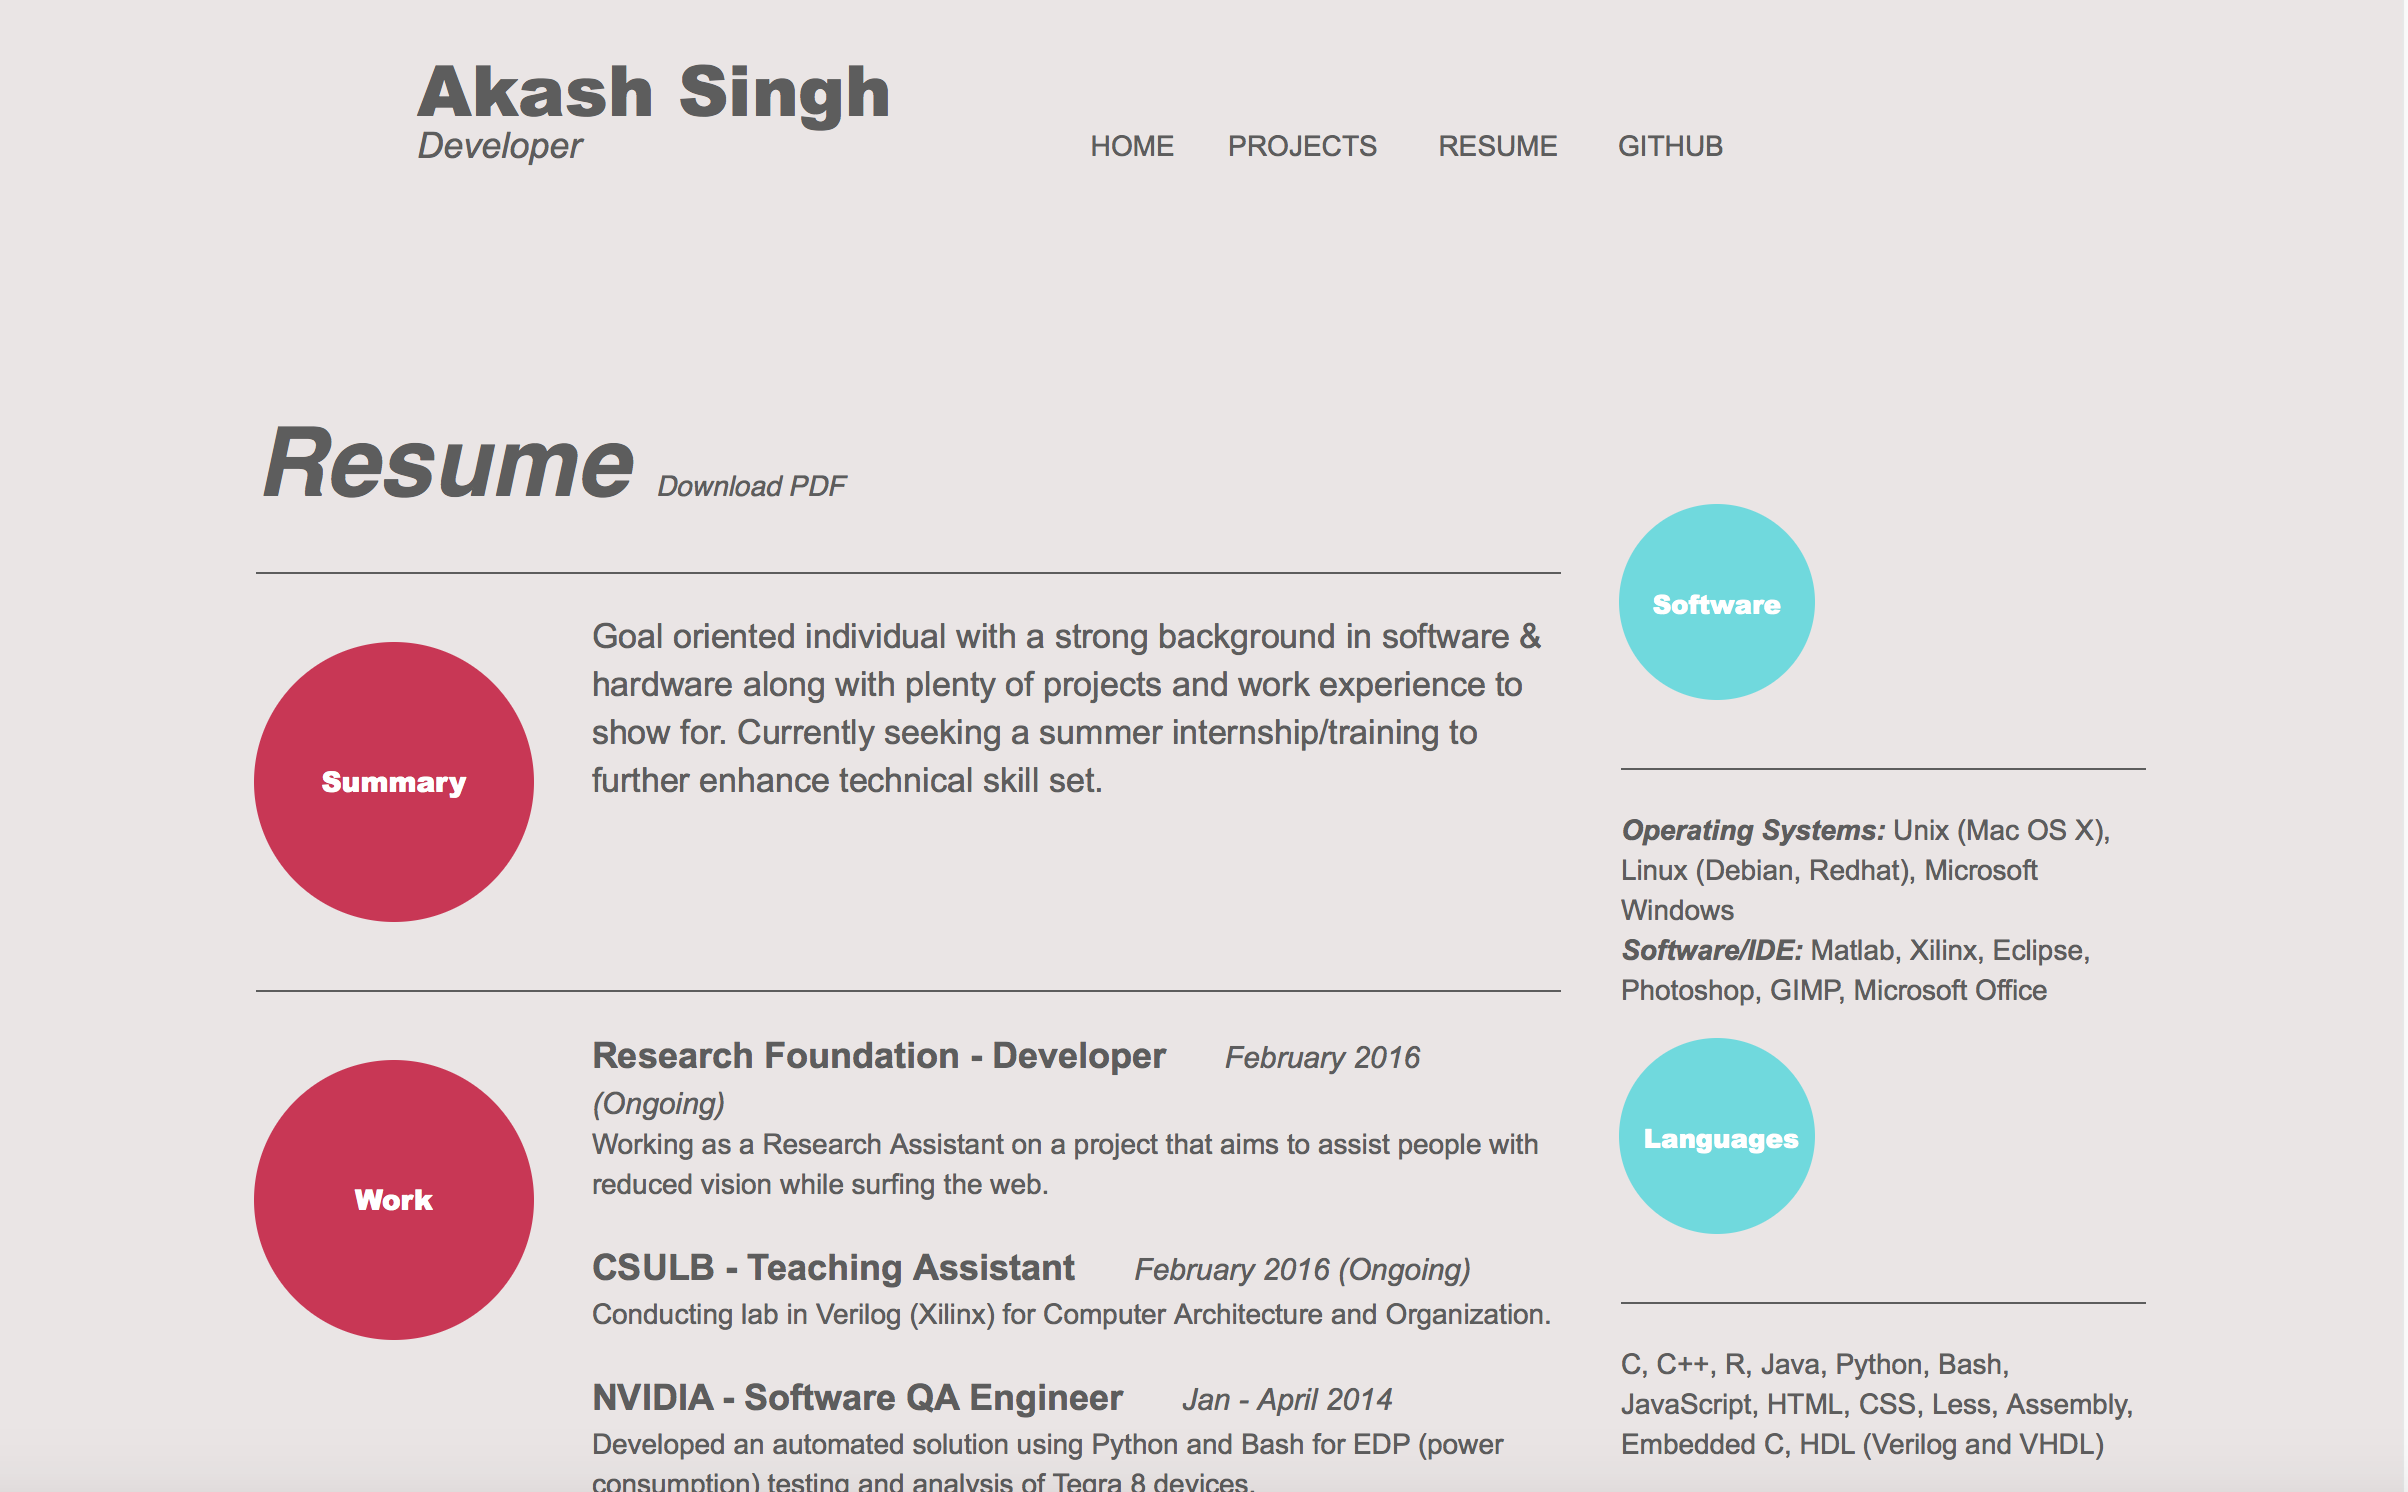 Akash Singh
Developer
HOME PROJECTS RESUME GITHUB
Resume Download PDF
Summary
Goal oriented individual with a strong background in software &
hardware along with plenty of projects and work experience to
show for. Currently seeking a summer internship/training to
further enhance technical skill set.
Work
Research Foundation - Developer February 2016
(Ongoing)
Working as a Research Assistant on a project that aims to assist people with
reduced vision while surfing the web.
CSULB - Teaching Assistant February 2016 (Ongoing)
Conducting lab in Verilog (Xilinx) for Computer Architecture and Organization.
NVIDIA - Software QA Engineer Jan - April 2014
Developed an automated solution using Python and Bash for EDP (power
consumption) testing and analysis of Tegra 8 devices.
Software
Operating Systems: Unix (Mac OS X),
Linux (Debian, Redhat), Microsoft
Windows
Software/IDE: Matlab, Xilinx, Eclipse,
Photoshop, GIMP, Microsoft Office
Languages
C, C++, R, Java, Python, Bash,
JavaScript, HTML, CSS, Less, Assembly,
Embedded C, HDL (Verilog and VHDL)